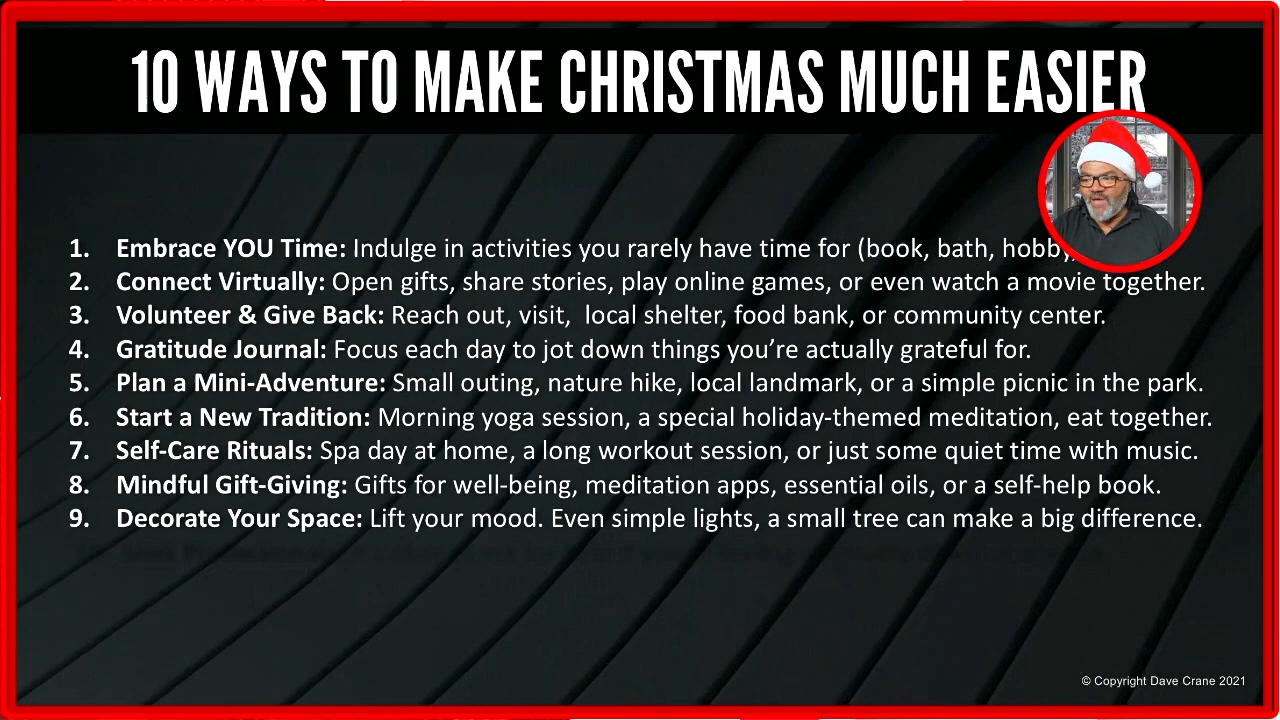 10 WAYS TO MAKE CHRISTMAS MUCH EASIER
1. Embrace YOU Time: Indulge in activities you rarely have time for (book, bath, hobby,
2. Connect Virtually: Open gifts, share stories, play online games, or even watch a movie together.
3. Volunteer & Give Back: Reach out, visit,  local shelter, food bank, or community center.
4. Gratitude Journal: Focus each day to jot down things you’re actually grateful for.
5. Plan a Mini-Adventure: Small outing, nature hike, local landmark, or a simple picnic in the park.
6. Start a New Tradition: Morning yoga session, a special holiday-themed meditation, eat together.
7. Self-Care Rituals: Spa day at home, a long workout session, or just some quiet time with music.
8. Mindful Gift-Giving: Gifts for well-being, meditation apps, essential oils, or a self-help book.
9. Decorate Your Space: Lift your mood. Even simple lights, a small tree can make a big difference.
© Copyright Dave Crane 2021